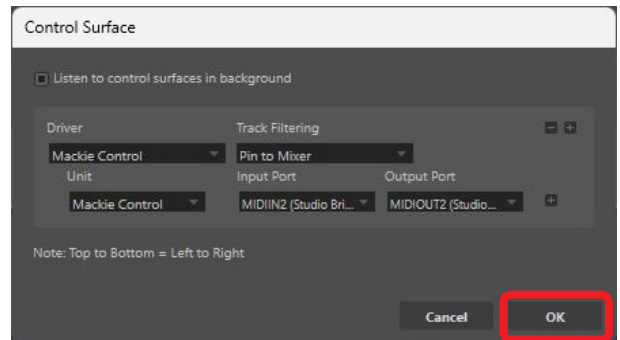 Control Surface
Listen to control surfaces in background
Driver Track Filtering
Mackie Control Pin to Mixer
Unit Input Port Output Port
Mackie Control MIDIIN2 (Studio Bri... MIDIOUT2 (Studio...
Note: Top to Bottom = Left to Right
Cancel OK